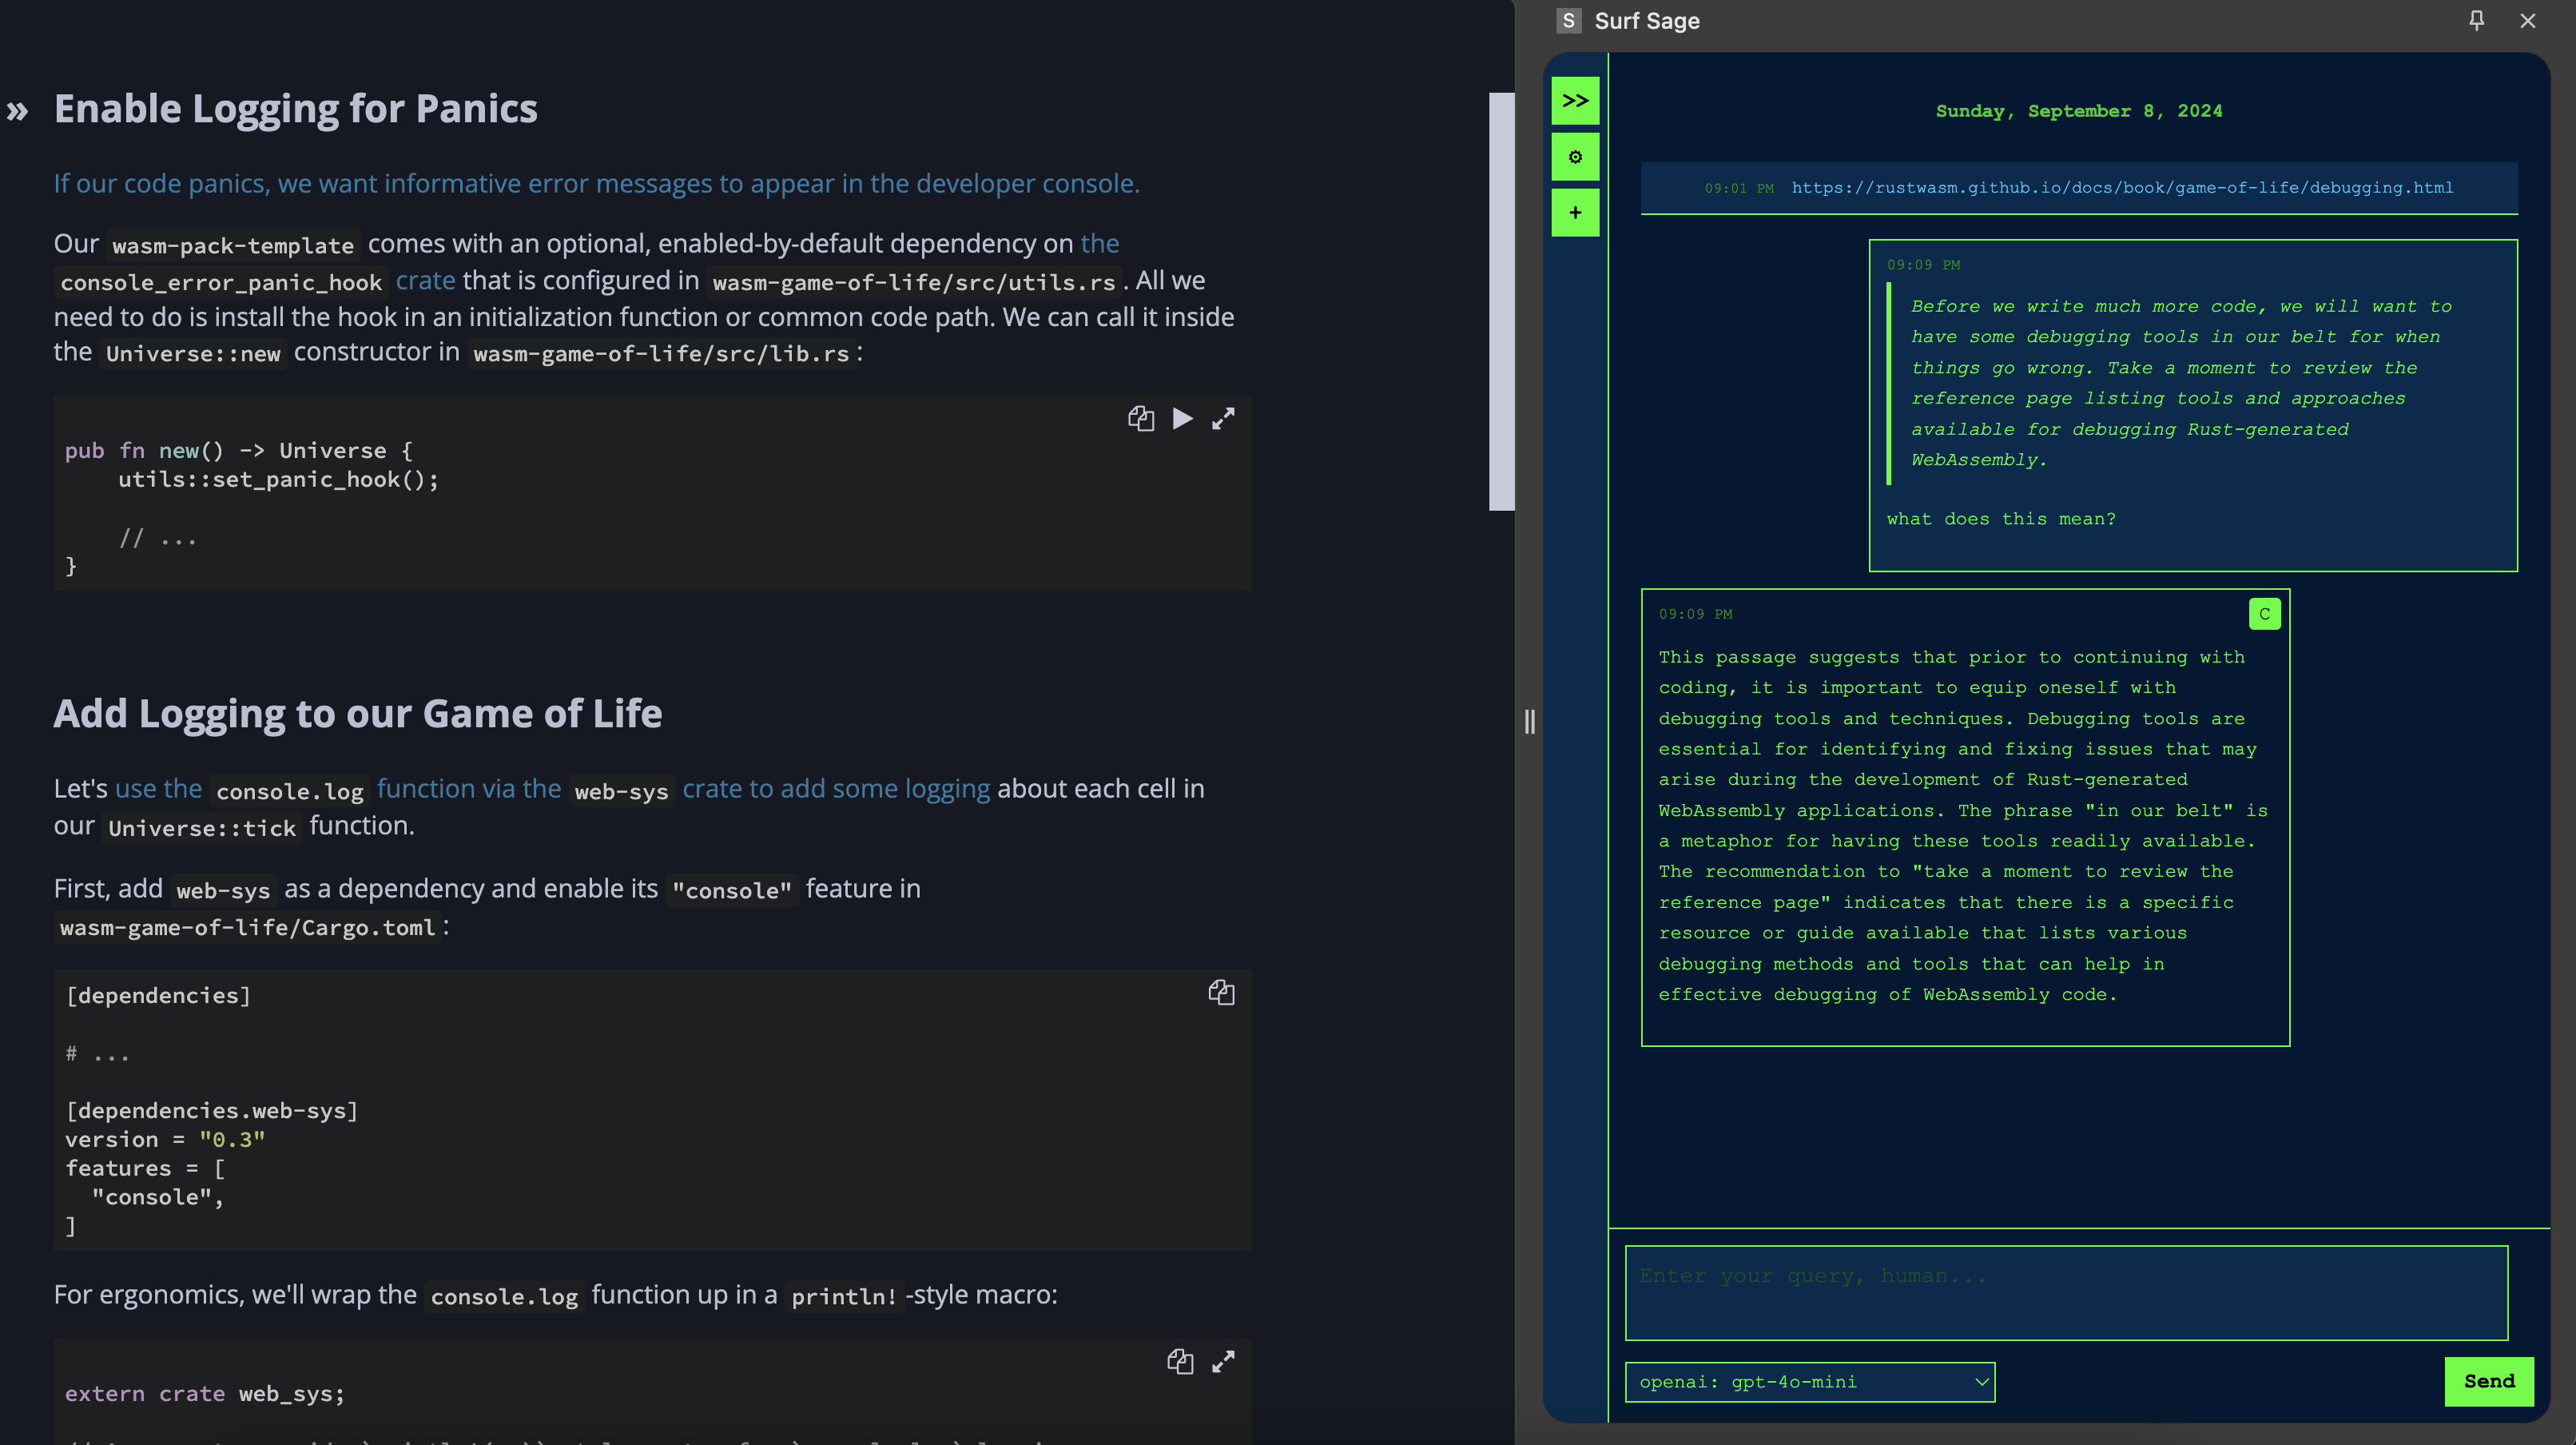 » Enable Logging for Panics
If our code panics, we want informative error messages to appear in the developer console.
Our wasm-pack-template comes with an optional, enabled-by-default dependency on the
console_error_panic_hook crate that is configured in wasm-game-of-life/src/utils.rs. All we
need to do is install the hook in an initialization function or common code path. We can call it inside
the Universe::new constructor in wasm-game-of-life/src/lib.rs:
pub fn new() -> Universe {
    utils::set_panic_hook();
    // ...
}
Add Logging to our Game of Life
Let's use the console.log function via the web-sys crate to add some logging about each cell in
our Universe::tick function.
First, add web-sys as a dependency and enable its "console" feature in
wasm-game-of-life/Cargo.toml:
[dependencies]
# ...
[dependencies.web-sys]
version = "0.3"
features = [
  "console",
]
For ergonomics, we'll wrap the console.log function up in a println!-style macro:
extern crate web_sys;
S Surf Sage
>>
+
Sunday, September 8, 2024
09:01 PM https://rustwasm.github.io/docs/book/game-of-life/debugging.html
09:09 PM
Before we write much more code, we will want to
have some debugging tools in our belt for when
things go wrong. Take a moment to review the
reference page listing tools and approaches
available for debugging Rust-generated
WebAssembly.
what does this mean?
09:09 PM
C
This passage suggests that prior to continuing with
coding, it is important to equip oneself with
debugging tools and techniques. Debugging tools are
essential for identifying and fixing issues that may
arise during the development of Rust-generated
WebAssembly applications. The phrase "in our belt" is
a metaphor for having these tools readily available.
The recommendation to "take a moment to review the
reference page" indicates that there is a specific
resource or guide available that lists various
debugging methods and tools that can help in
effective debugging of WebAssembly code.
Enter your query, human...
openai: gpt-4o-mini
Send